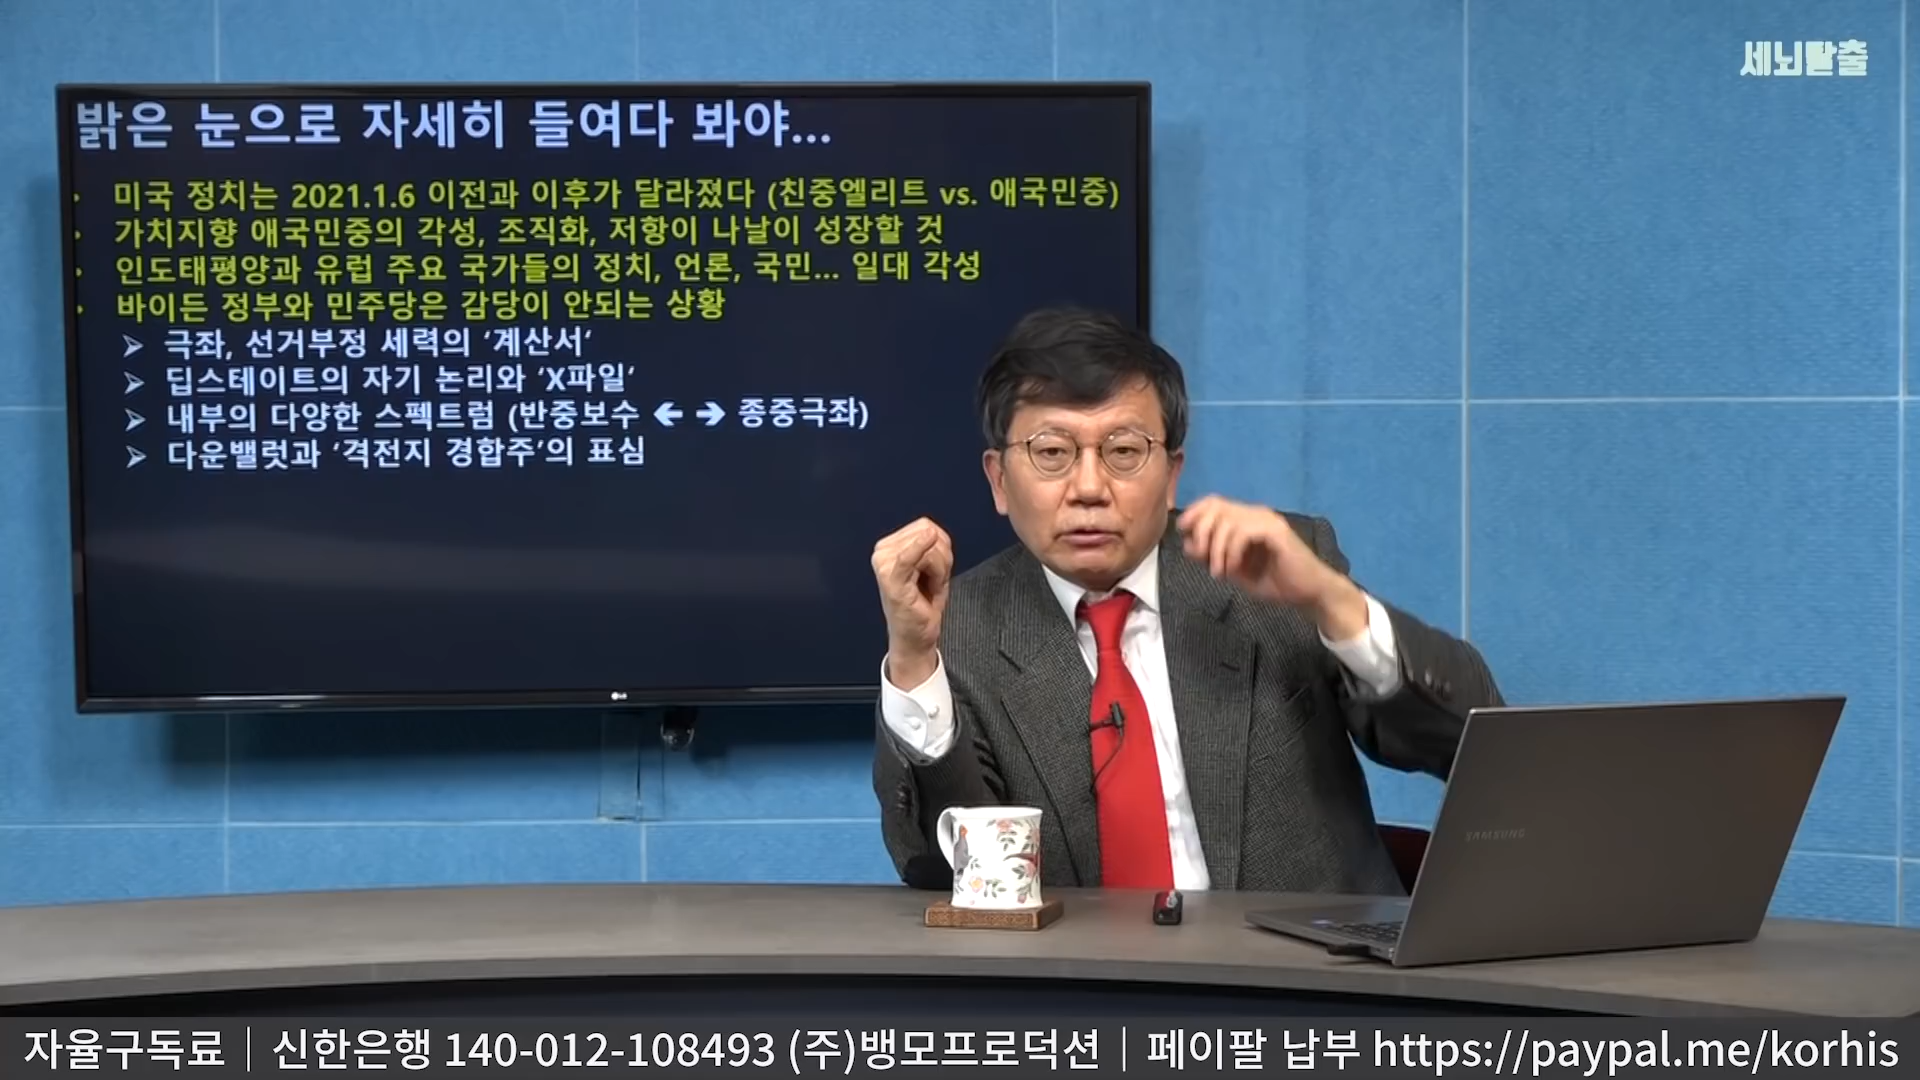 세뇌탈출
밝은 눈으로 자세히 들여다 봐야...
• 미국 정치는 2021.1.6 이전과 이후가 달라졌다 (친중엘리트 vs. 애국민중)
• 가치지향 애국민중의 각성, 조직화, 저항이 나날이 성장할 것
• 인도태평양과 유럽 주요 국가들의 정치, 언론, 국민... 일대 각성
• 바이든 정부와 민주당은 감당이 안되는 상황
➢ 극좌, 선거부정 세력의 ‘계산서‘
➢ 딥스테이트의 자기 논리와 ‘X파일‘
➢ 내부의 다양한 스펙트럼 (반중보수 ← → 종중극좌)
➢ 다운밸럿과 ‘격전지 경합주’의 표심
LG
SAMSUNG
자율구독료｜신한은행 140-012-108493 (주)뱅모프로덕션｜페이팔 납부 https://paypal.me/korhis